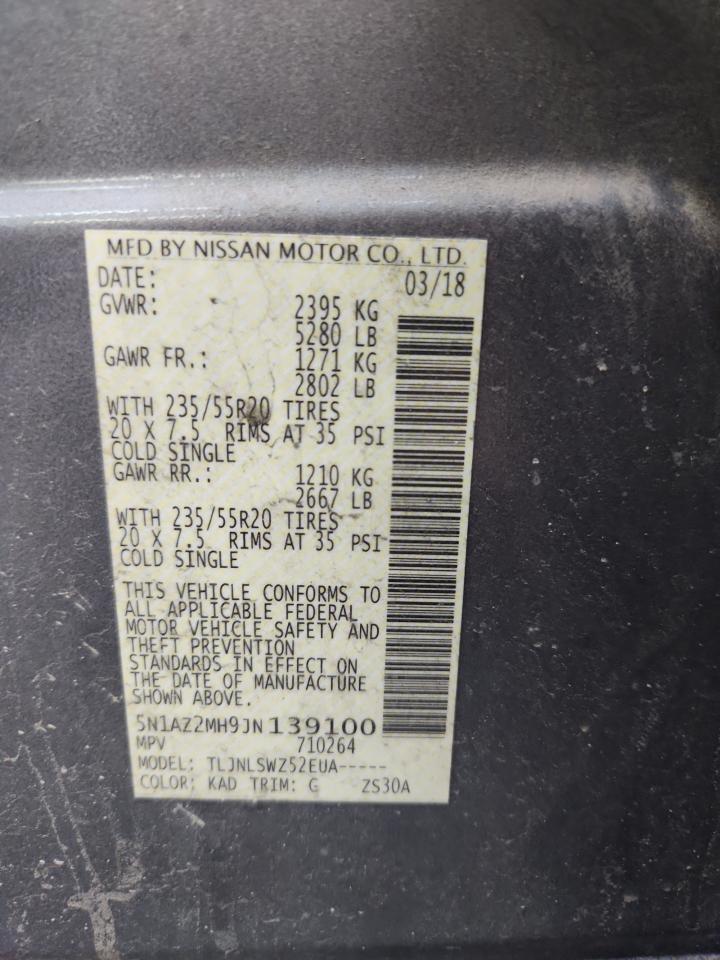 MFD BY NISSAN MOTOR CO., LTD.
DATE: 03/18
GVWR: 2395 KG
5280 LB
GAWR FR.: 1271 KG
2802 LB
WITH 235/55R20 TIRES
20 X 7.5 RIMS AT 35 PSI
COLD SINGLE
GAWR RR.: 1210 KG
2667 LB
WITH 235/55R20 TIRES
20 X 7.5 RIMS AT 35 PSI
COLD SINGLE
THIS VEHICLE CONFORMS TO
ALL APPLICABLE FEDERAL
MOTOR VEHICLE SAFETY AND
THEFT PREVENTION
STANDARDS IN EFFECT ON
THE DATE OF MANUFACTURE
SHOWN ABOVE.
5N1AZ2MH9JN139100
MPV 710264
MODEL: TLJNLSWZ52EUA-----
COLOR: KAD TRIM: G ZS30A